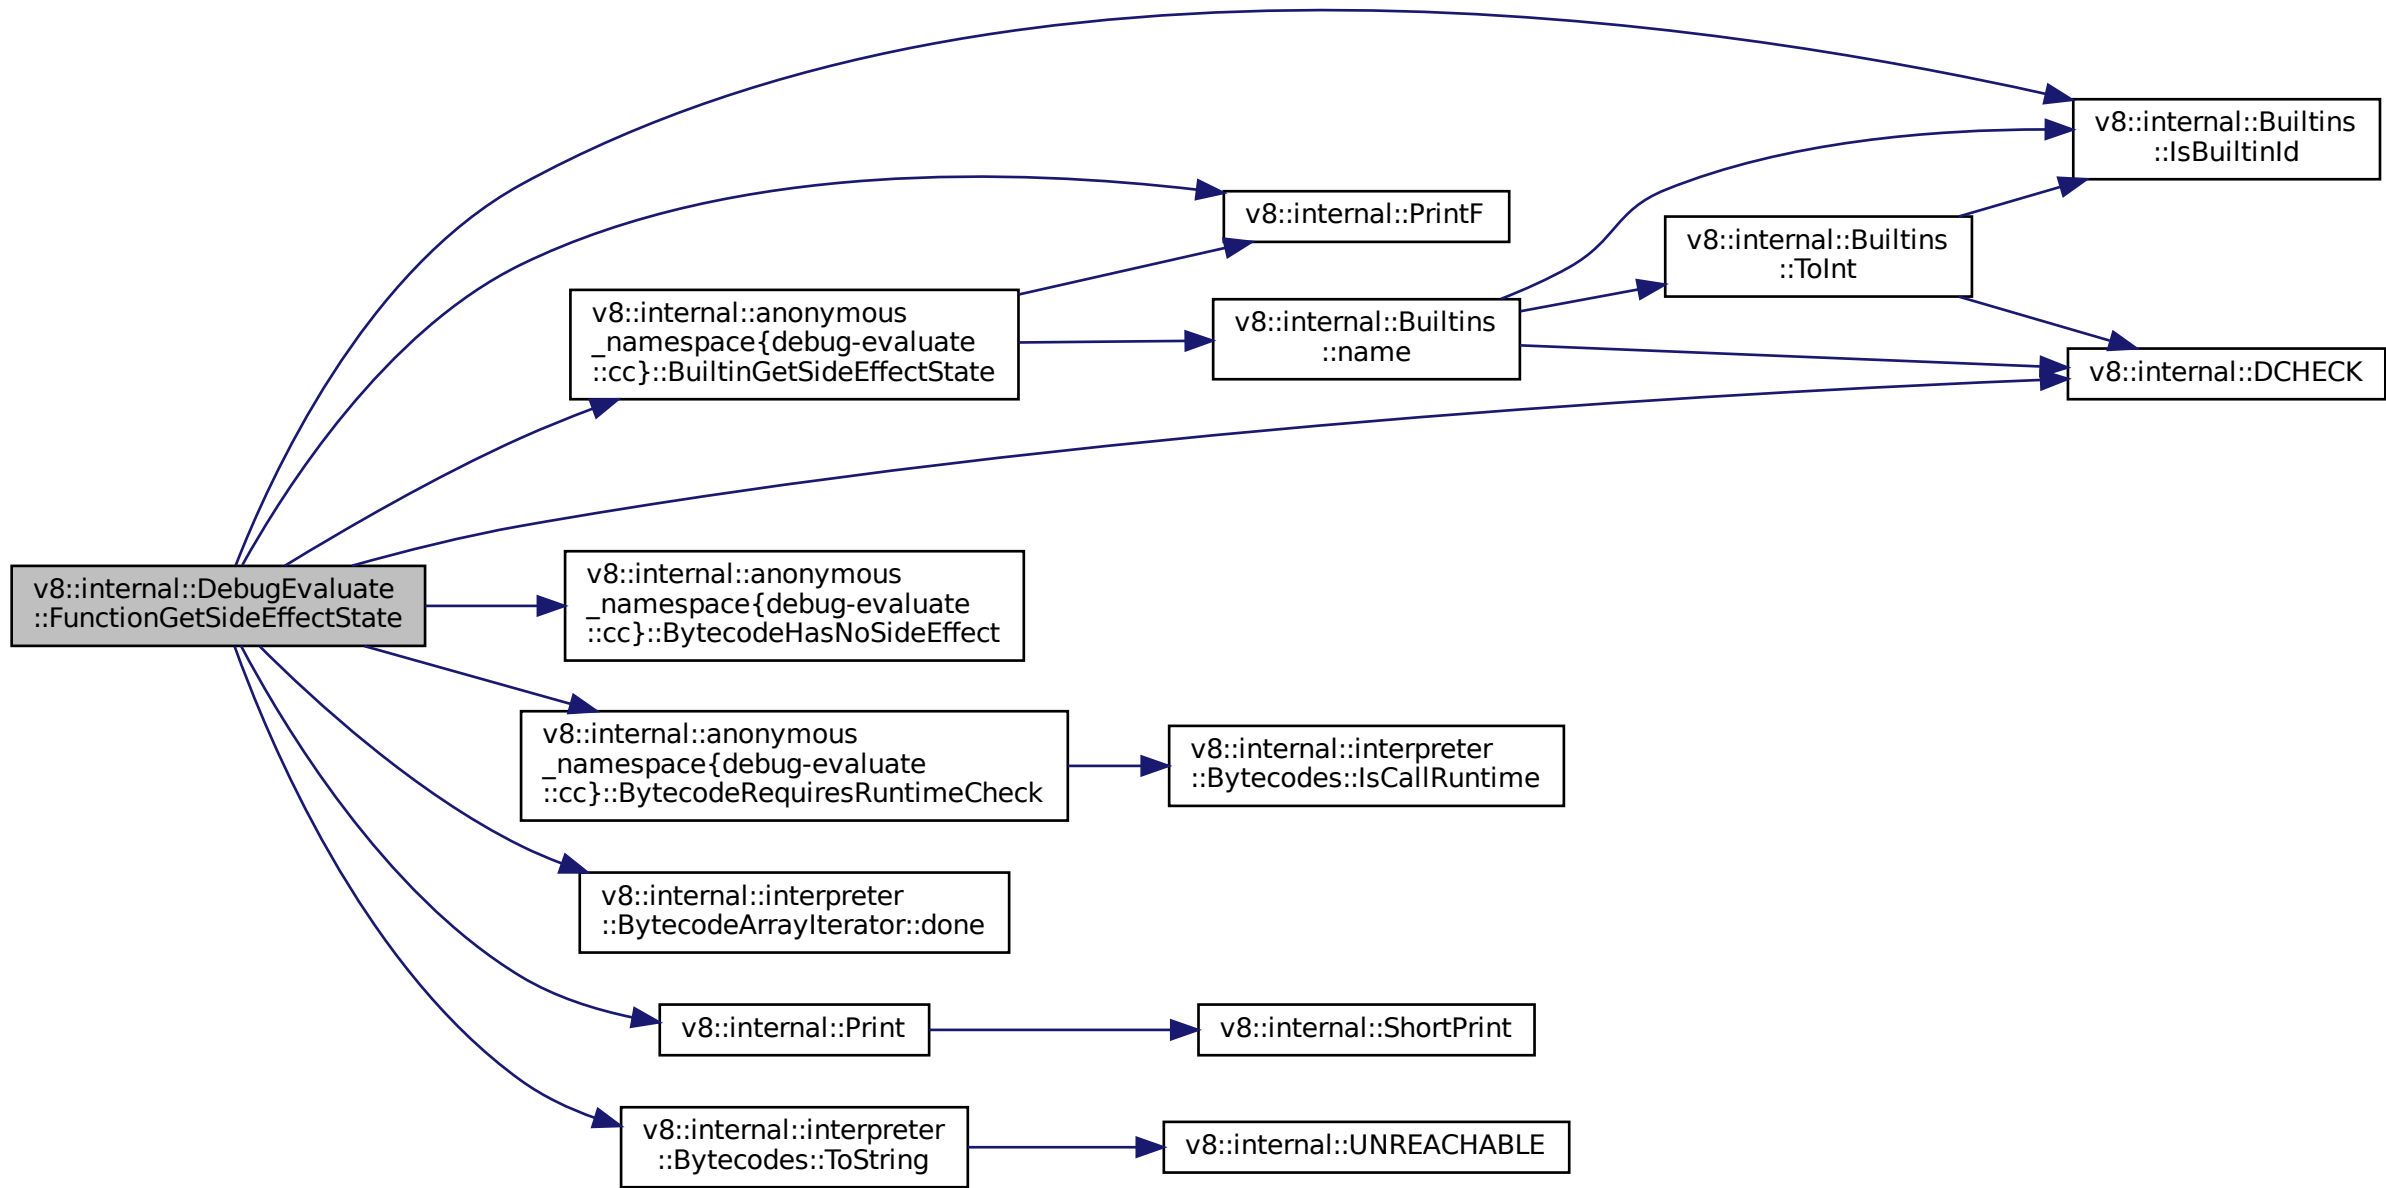 v8::internal::Builtins
::IsBuiltinId
v8::internal::PrintF
v8::internal::Builtins
::ToInt
v8::internal::anonymous
_namespace{debug-evaluate
::cc}::BuiltinGetSideEffectState
v8::internal::Builtins
::name
v8::internal::DCHECK
v8::internal::DebugEvaluate
::FunctionGetSideEffectState
v8::internal::anonymous
_namespace{debug-evaluate
::cc}::BytecodeHasNoSideEffect
v8::internal::anonymous
_namespace{debug-evaluate
::cc}::BytecodeRequiresRuntimeCheck
v8::internal::interpreter
::Bytecodes::IsCallRuntime
v8::internal::interpreter
::BytecodeArrayIterator::done
v8::internal::Print
v8::internal::ShortPrint
v8::internal::interpreter
::Bytecodes::ToString
v8::internal::UNREACHABLE